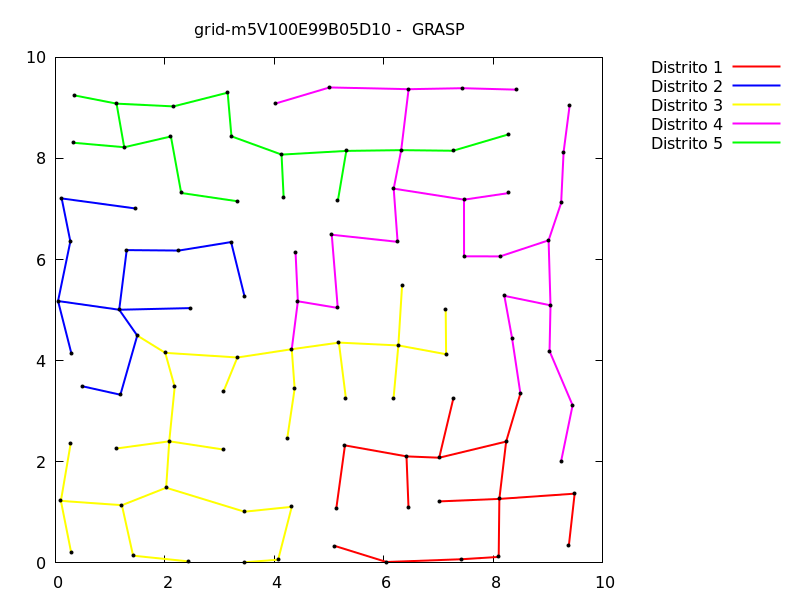 grid-m5V100E99B05D10 -  GRASP
Distrito 1
Distrito 2
Distrito 3
Distrito 4
Distrito 5
10
8
6
4
2
0
0 2 4 6 8 10